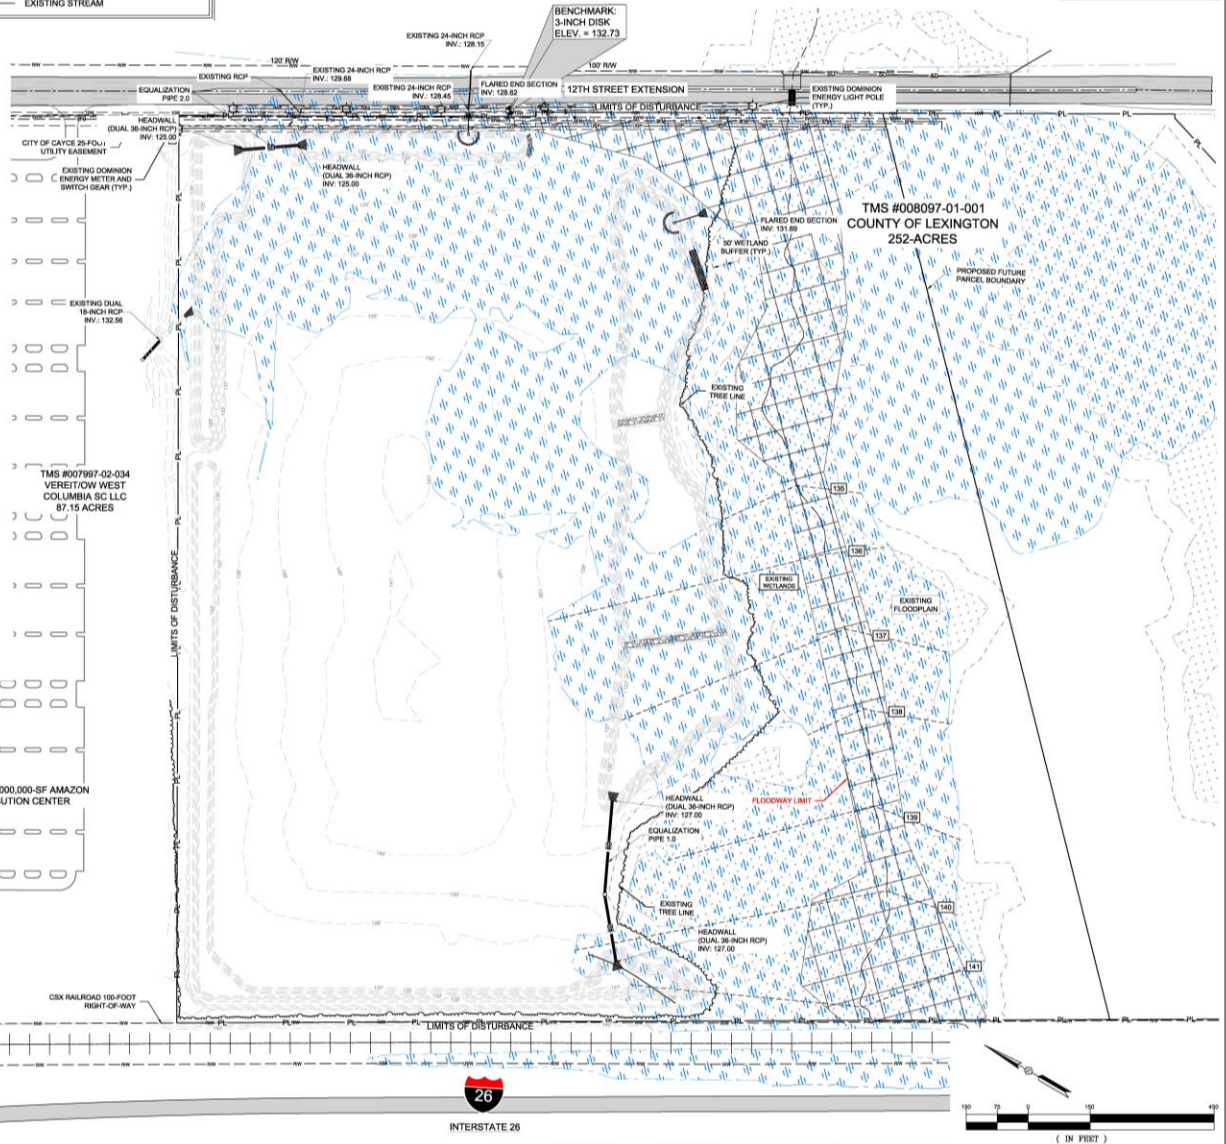 EXISTING STREAM
BENCHMARK:
3-INCH DISK
ELEV. = 132.73
EXISTING 24-INCH RCP
INV.: 128.15
120' R/W
100' R/W
EXISTING RCP
EXISTING 24-INCH RCP
INV.: 129.68
EXISTING 24-INCH RCP
INV.: 128.45
FLARED END SECTION
INV: 128.62
12TH STREET EXTENSION
EXISTING DOMINION
ENERGY LIGHT POLE
(TYP.)
EQUALIZATION
PIPE 2.0
LIMITS OF DISTURBANCE
HEADWALL
(DUAL 36-INCH RCP)
INV: 125.00
CITY OF CAYCE 25-FOOT
UTILITY EASEMENT
EXISTING DOMINION
ENERGY METER AND
SWITCH GEAR (TYP.)
HEADWALL
(DUAL 36-INCH RCP)
INV: 125.00
PL
TMS #008097-01-001
COUNTY OF LEXINGTON
252-ACRES
FLARED END SECTION
INV: 131.69
50' WETLAND
BUFFER (TYP.)
PROPOSED FUTURE
PARCEL BOUNDARY
EXISTING DUAL
18-INCH RCP
INV.: 132.56
EXISTING
TREE LINE
TMS #007997-02-034
VEREIT/OW WEST
COLUMBIA SC LLC
87.15 ACRES
135
136
LIMITS OF DISTURBANCE
EXISTING
WETLANDS
EXISTING
FLOODPLAIN
137
138
000,000-SF AMAZON
BUTION CENTER
HEADWALL
(DUAL 36-INCH RCP)
INV: 127.00
FLOODWAY LIMIT
139
EQUALIZATION
PIPE 1.0
EXISTING
TREE LINE
140
HEADWALL
(DUAL 36-INCH RCP)
INV: 127.00
141
CSX RAILROAD 100-FOOT
RIGHT-OF-WAY
LIMITS OF DISTURBANCE
26
INTERSTATE 26
150 75 0 150 450
( IN FEET )